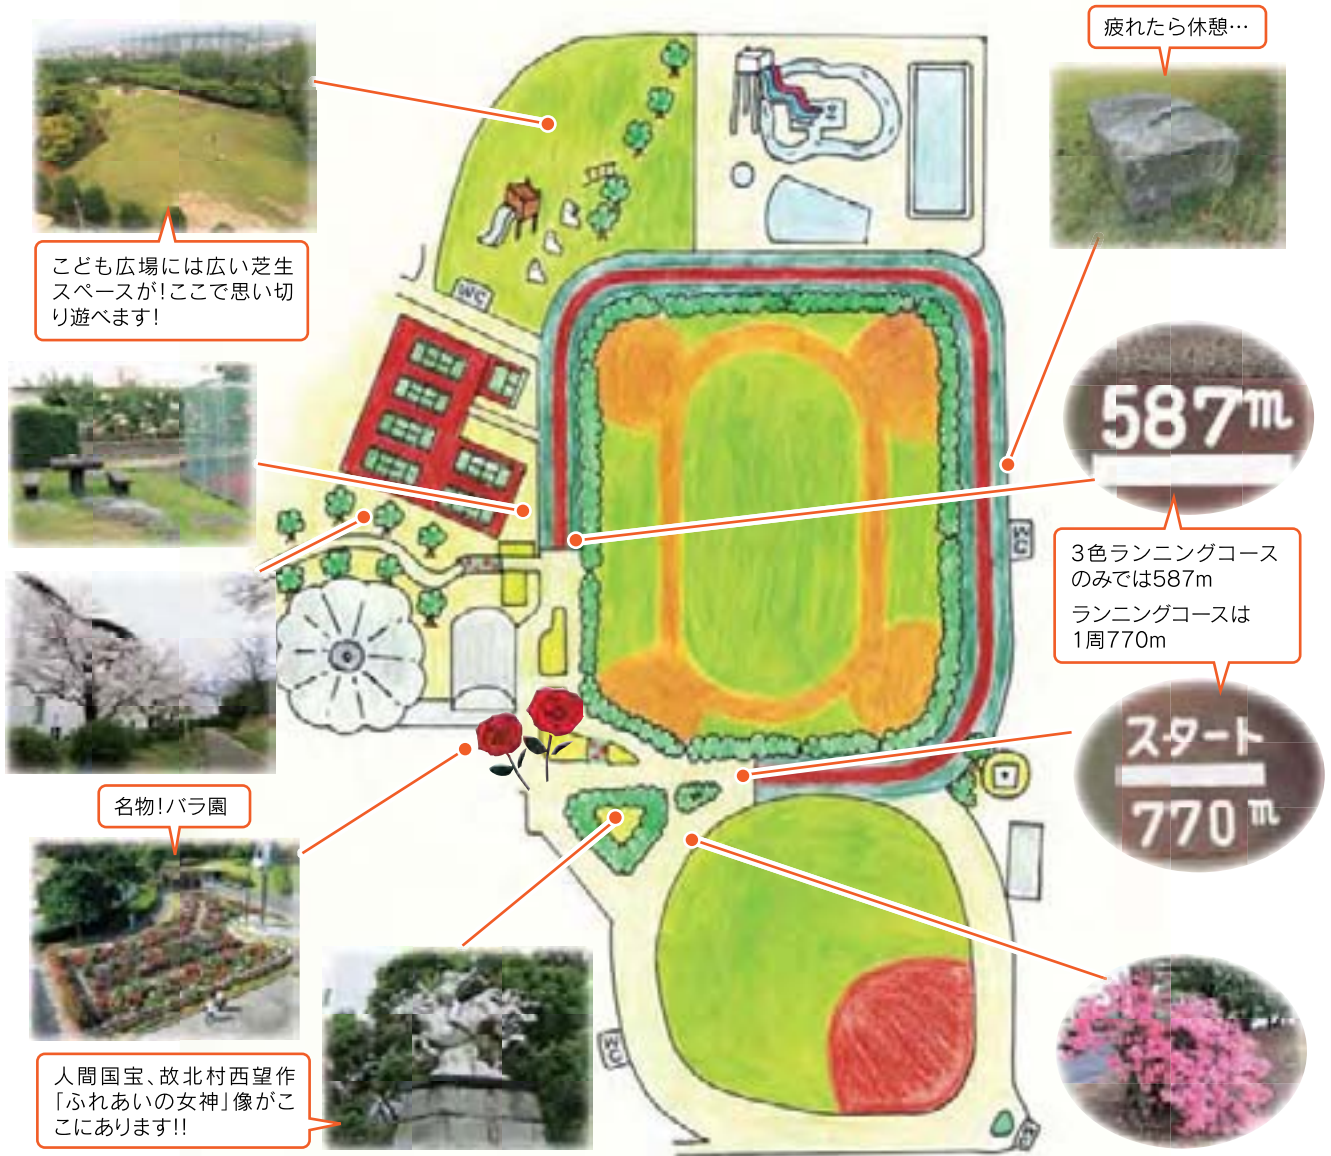 疲れたら休憩…
こども広場には広い芝生
スペースが!ここで思い切
り遊べます!
WC
587m
WC
3色ランニングコース
のみでは587m
ランニングコースは
1周770m
スタート
770m
名物!バラ園
人間国宝、故北村西望作
「ふれあいの女神」像がこ
こにあります!!
WC
WC